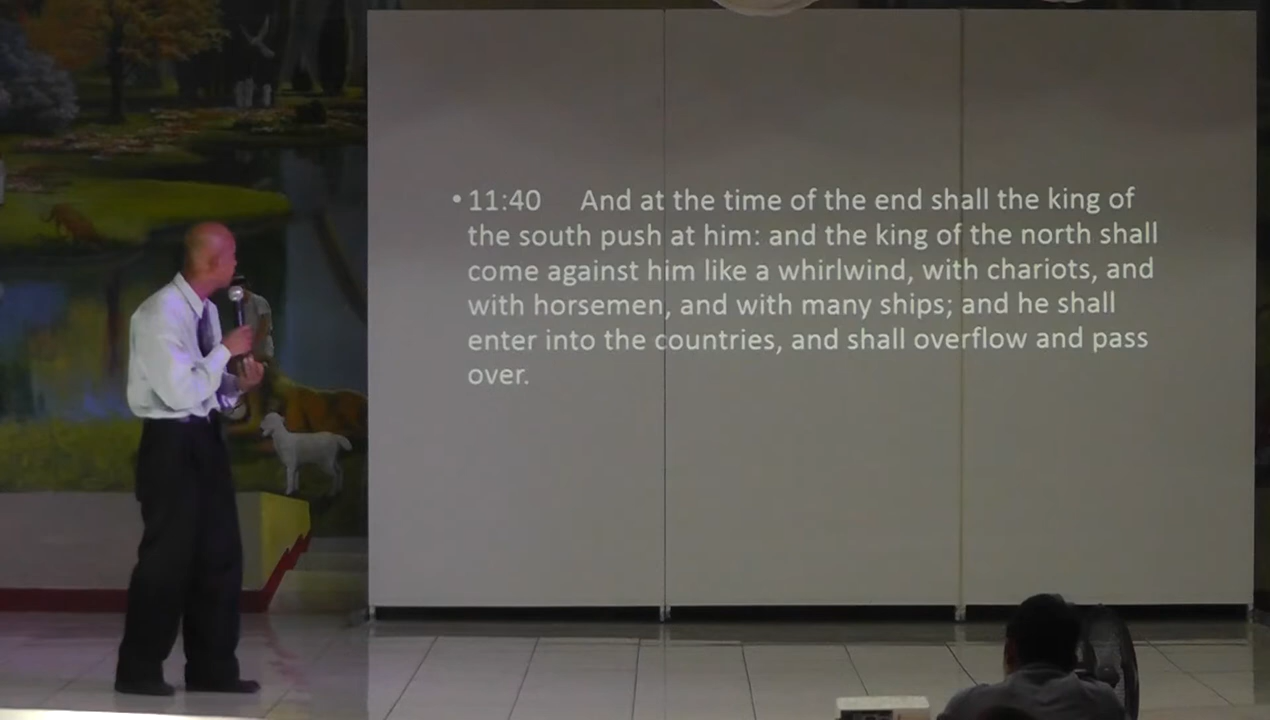 • 11:40 And at the time of the end shall the king of
the south push at him: and the king of the north shall
come against him like a whirlwind, with chariots, and
with horsemen, and with many ships; and he shall
enter into the countries, and shall overflow and pass
over.